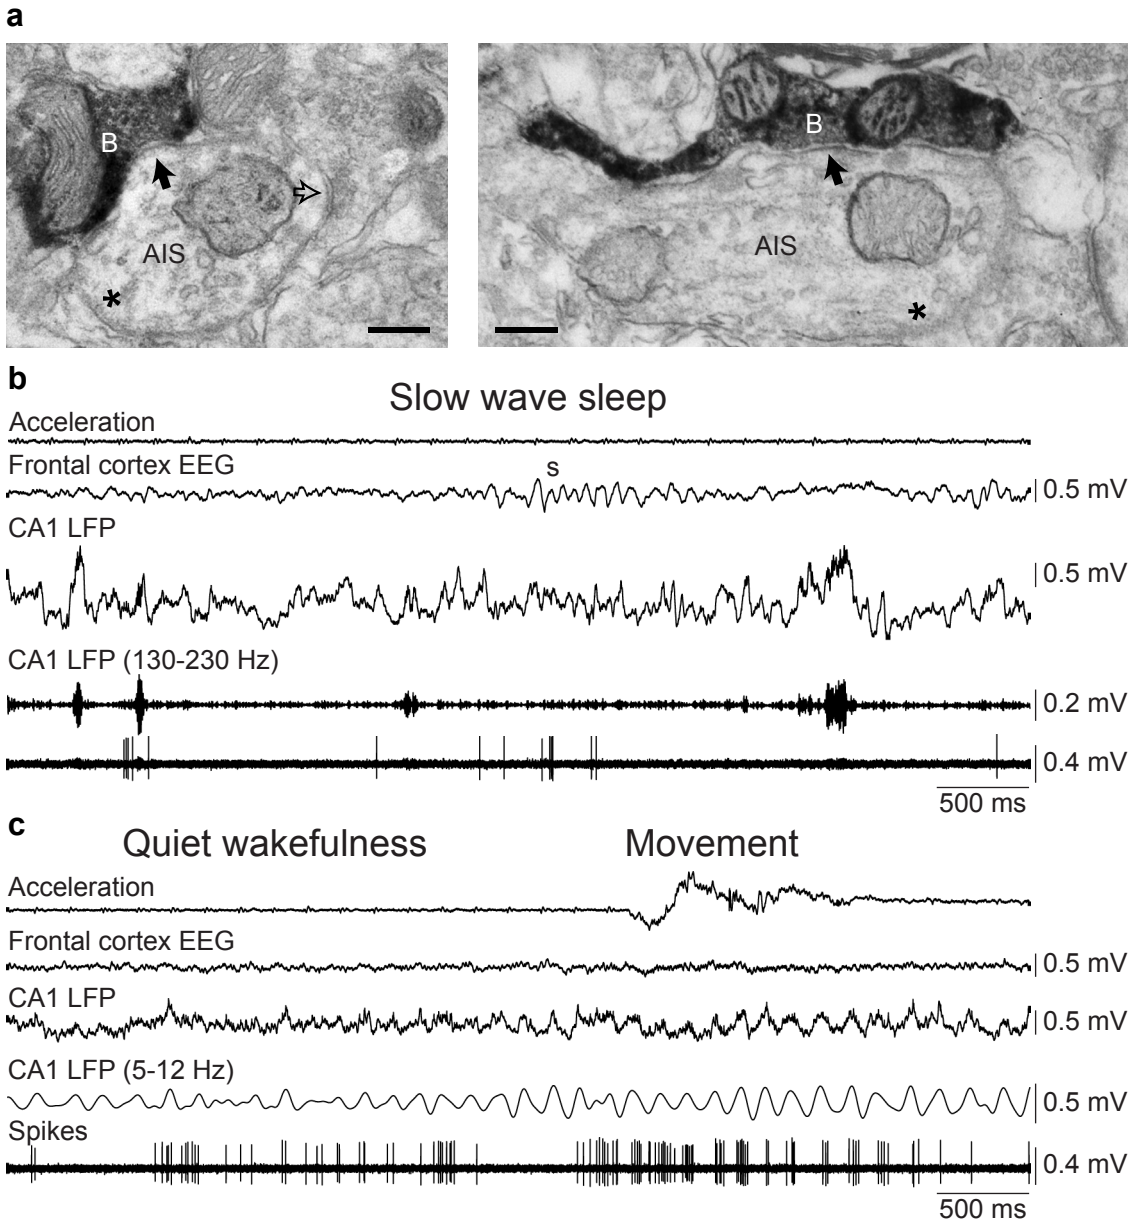 a
B
AIS
*
B
AIS
*
b
Slow wave sleep
Acceleration
Frontal cortex EEG
s
0.5 mV
CA1 LFP
0.5 mV
CA1 LFP (130-230 Hz)
0.2 mV
0.4 mV
500 ms
c
Quiet wakefulness
Movement
Acceleration
Frontal cortex EEG
0.5 mV
CA1 LFP
0.5 mV
CA1 LFP (5-12 Hz)
0.5 mV
Spikes
0.4 mV
500 ms